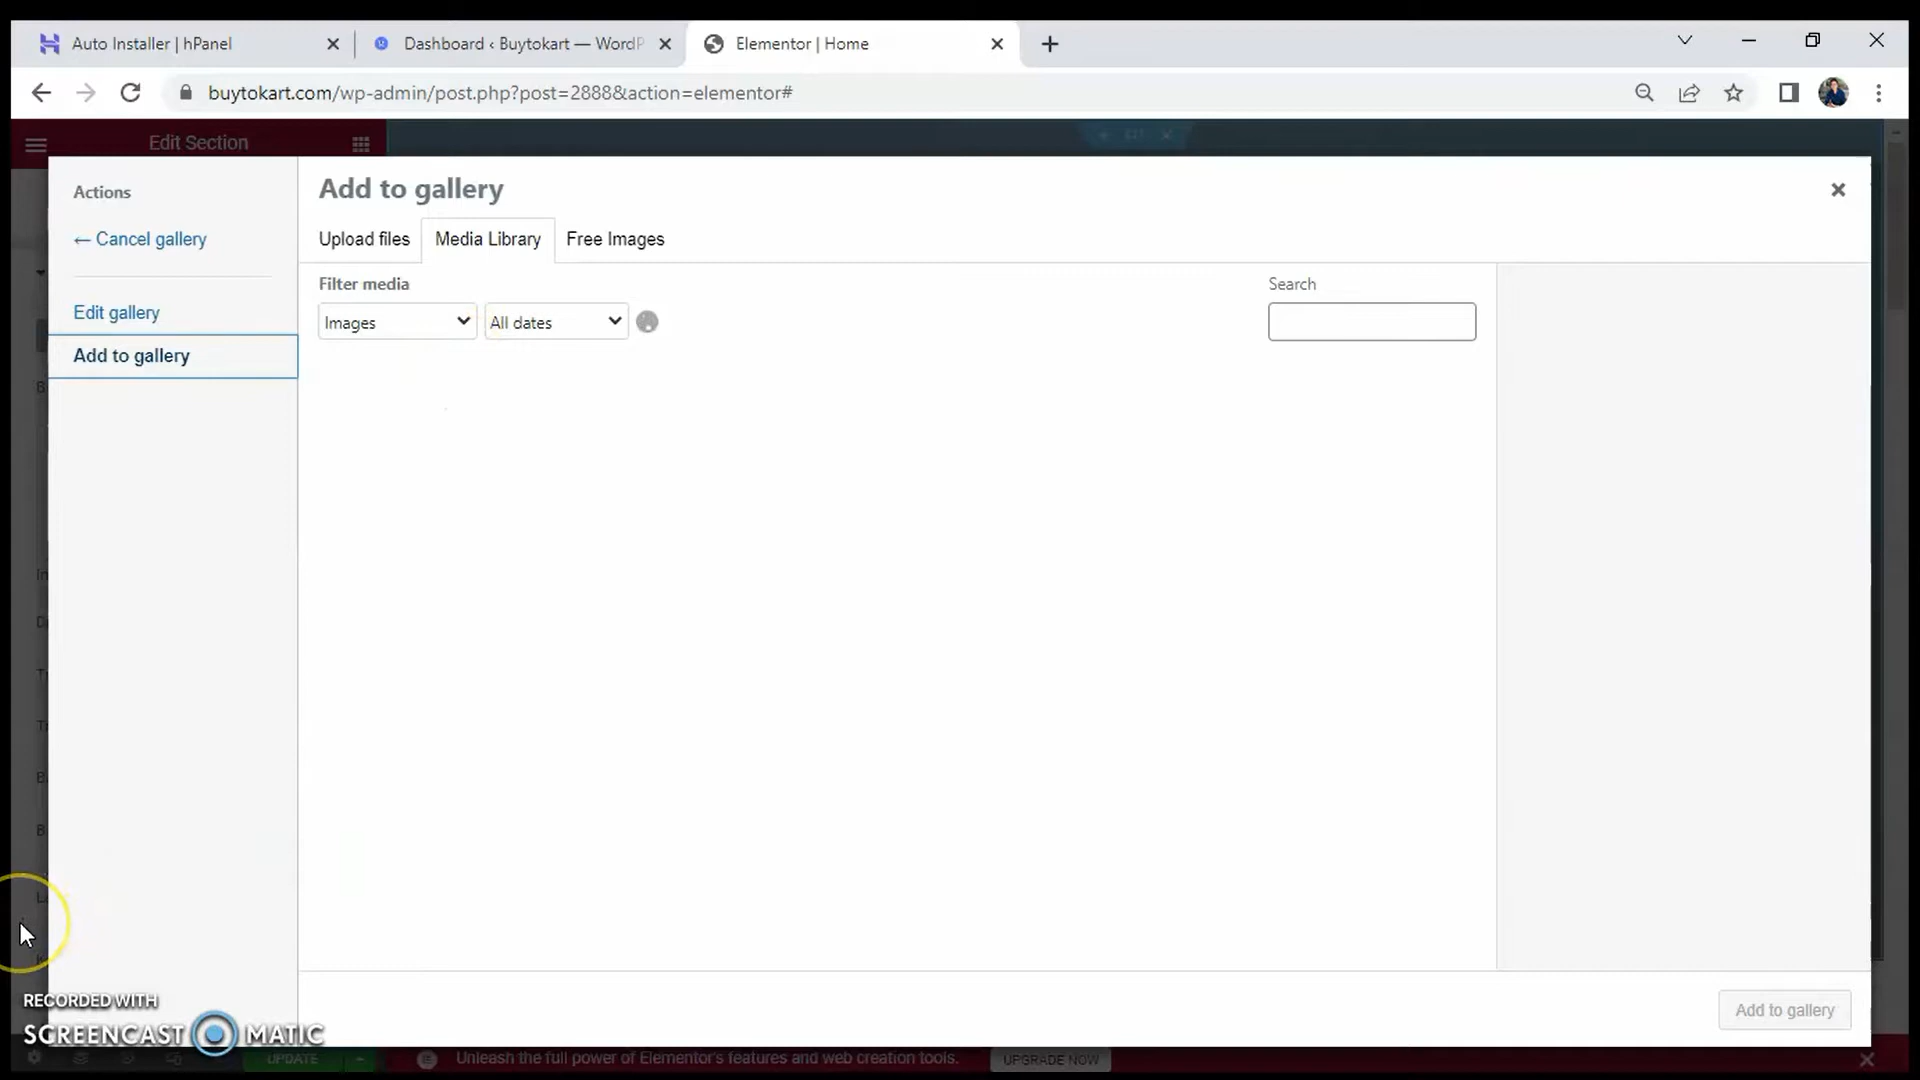 Auto Installer | hPanel
Dashboard ‹ Buytokart — WordP
Elementor | Home
buytokart.com/wp-admin/post.php?post=2888&action=elementor#
Edit Section
Actions
← Cancel gallery
Edit gallery
Add to gallery
Add to gallery
Upload files
Media Library
Free Images
Filter media
Images
All dates
Search
Add to gallery
RECORDED WITH
SCREENCAST MATIC
UPDATE
Unleash the full power of Elementor's features and web creation tools.
UPGRADE NOW